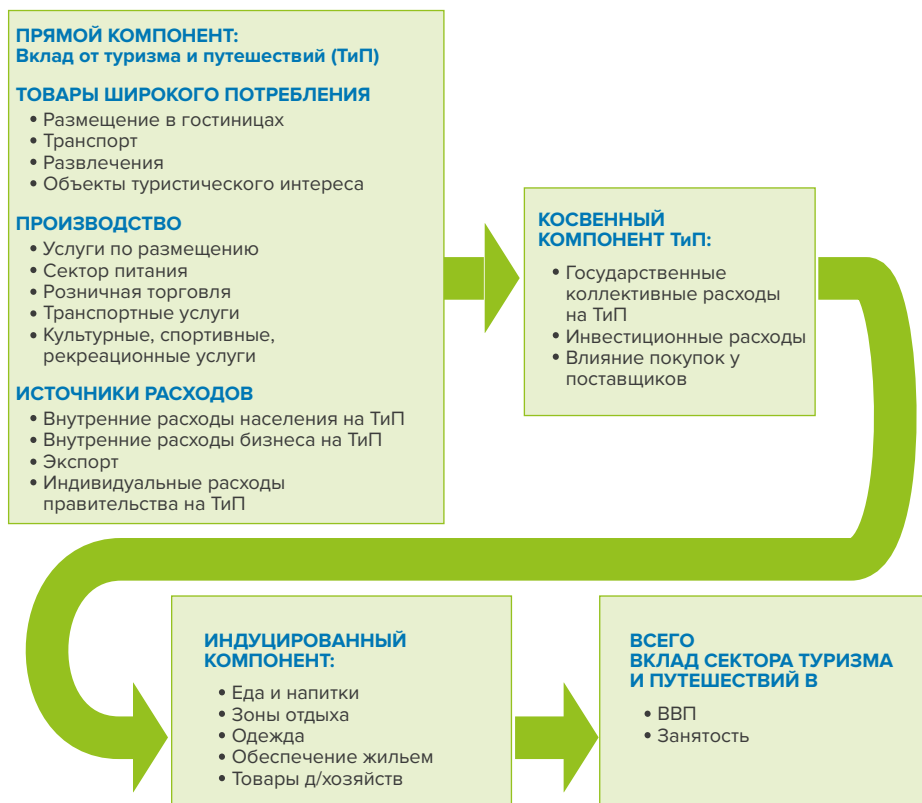 ПРЯМОЙ КОМПОНЕНТ:
Вклад от туризма и путешествий (ТиП)
ТОВАРЫ ШИРОКОГО ПОТРЕБЛЕНИЯ
• Размещение в гостиницах
• Транспорт
• Развлечения
• Объекты туристического интереса
ПРОИЗВОДСТВО
• Услуги по размещению
• Сектор питания
• Розничная торговля
• Транспортные услуги
• Культурные, спортивные,
рекреационные услуги
ИСТОЧНИКИ РАСХОДОВ
• Внутренние расходы населения на ТиП
• Внутренние расходы бизнеса на ТиП
• Экспорт
• Индивидуальные расходы
правительства на ТиП
КОСВЕННЫЙ
КОМПОНЕНТ ТиП:
• Государственные
коллективные расходы
на ТиП
• Инвестиционные расходы
• Влияние покупок у
поставщиков
ИНДУЦИРОВАННЫЙ
КОМПОНЕНТ:
• Еда и напитки
• Зоны отдыха
• Одежда
• Обеспечение жильем
• Товары д/хозяйств
ВСЕГО
ВКЛАД СЕКТОРА ТУРИЗМА
И ПУТЕШЕСТВИЙ В
• ВВП
• Занятость